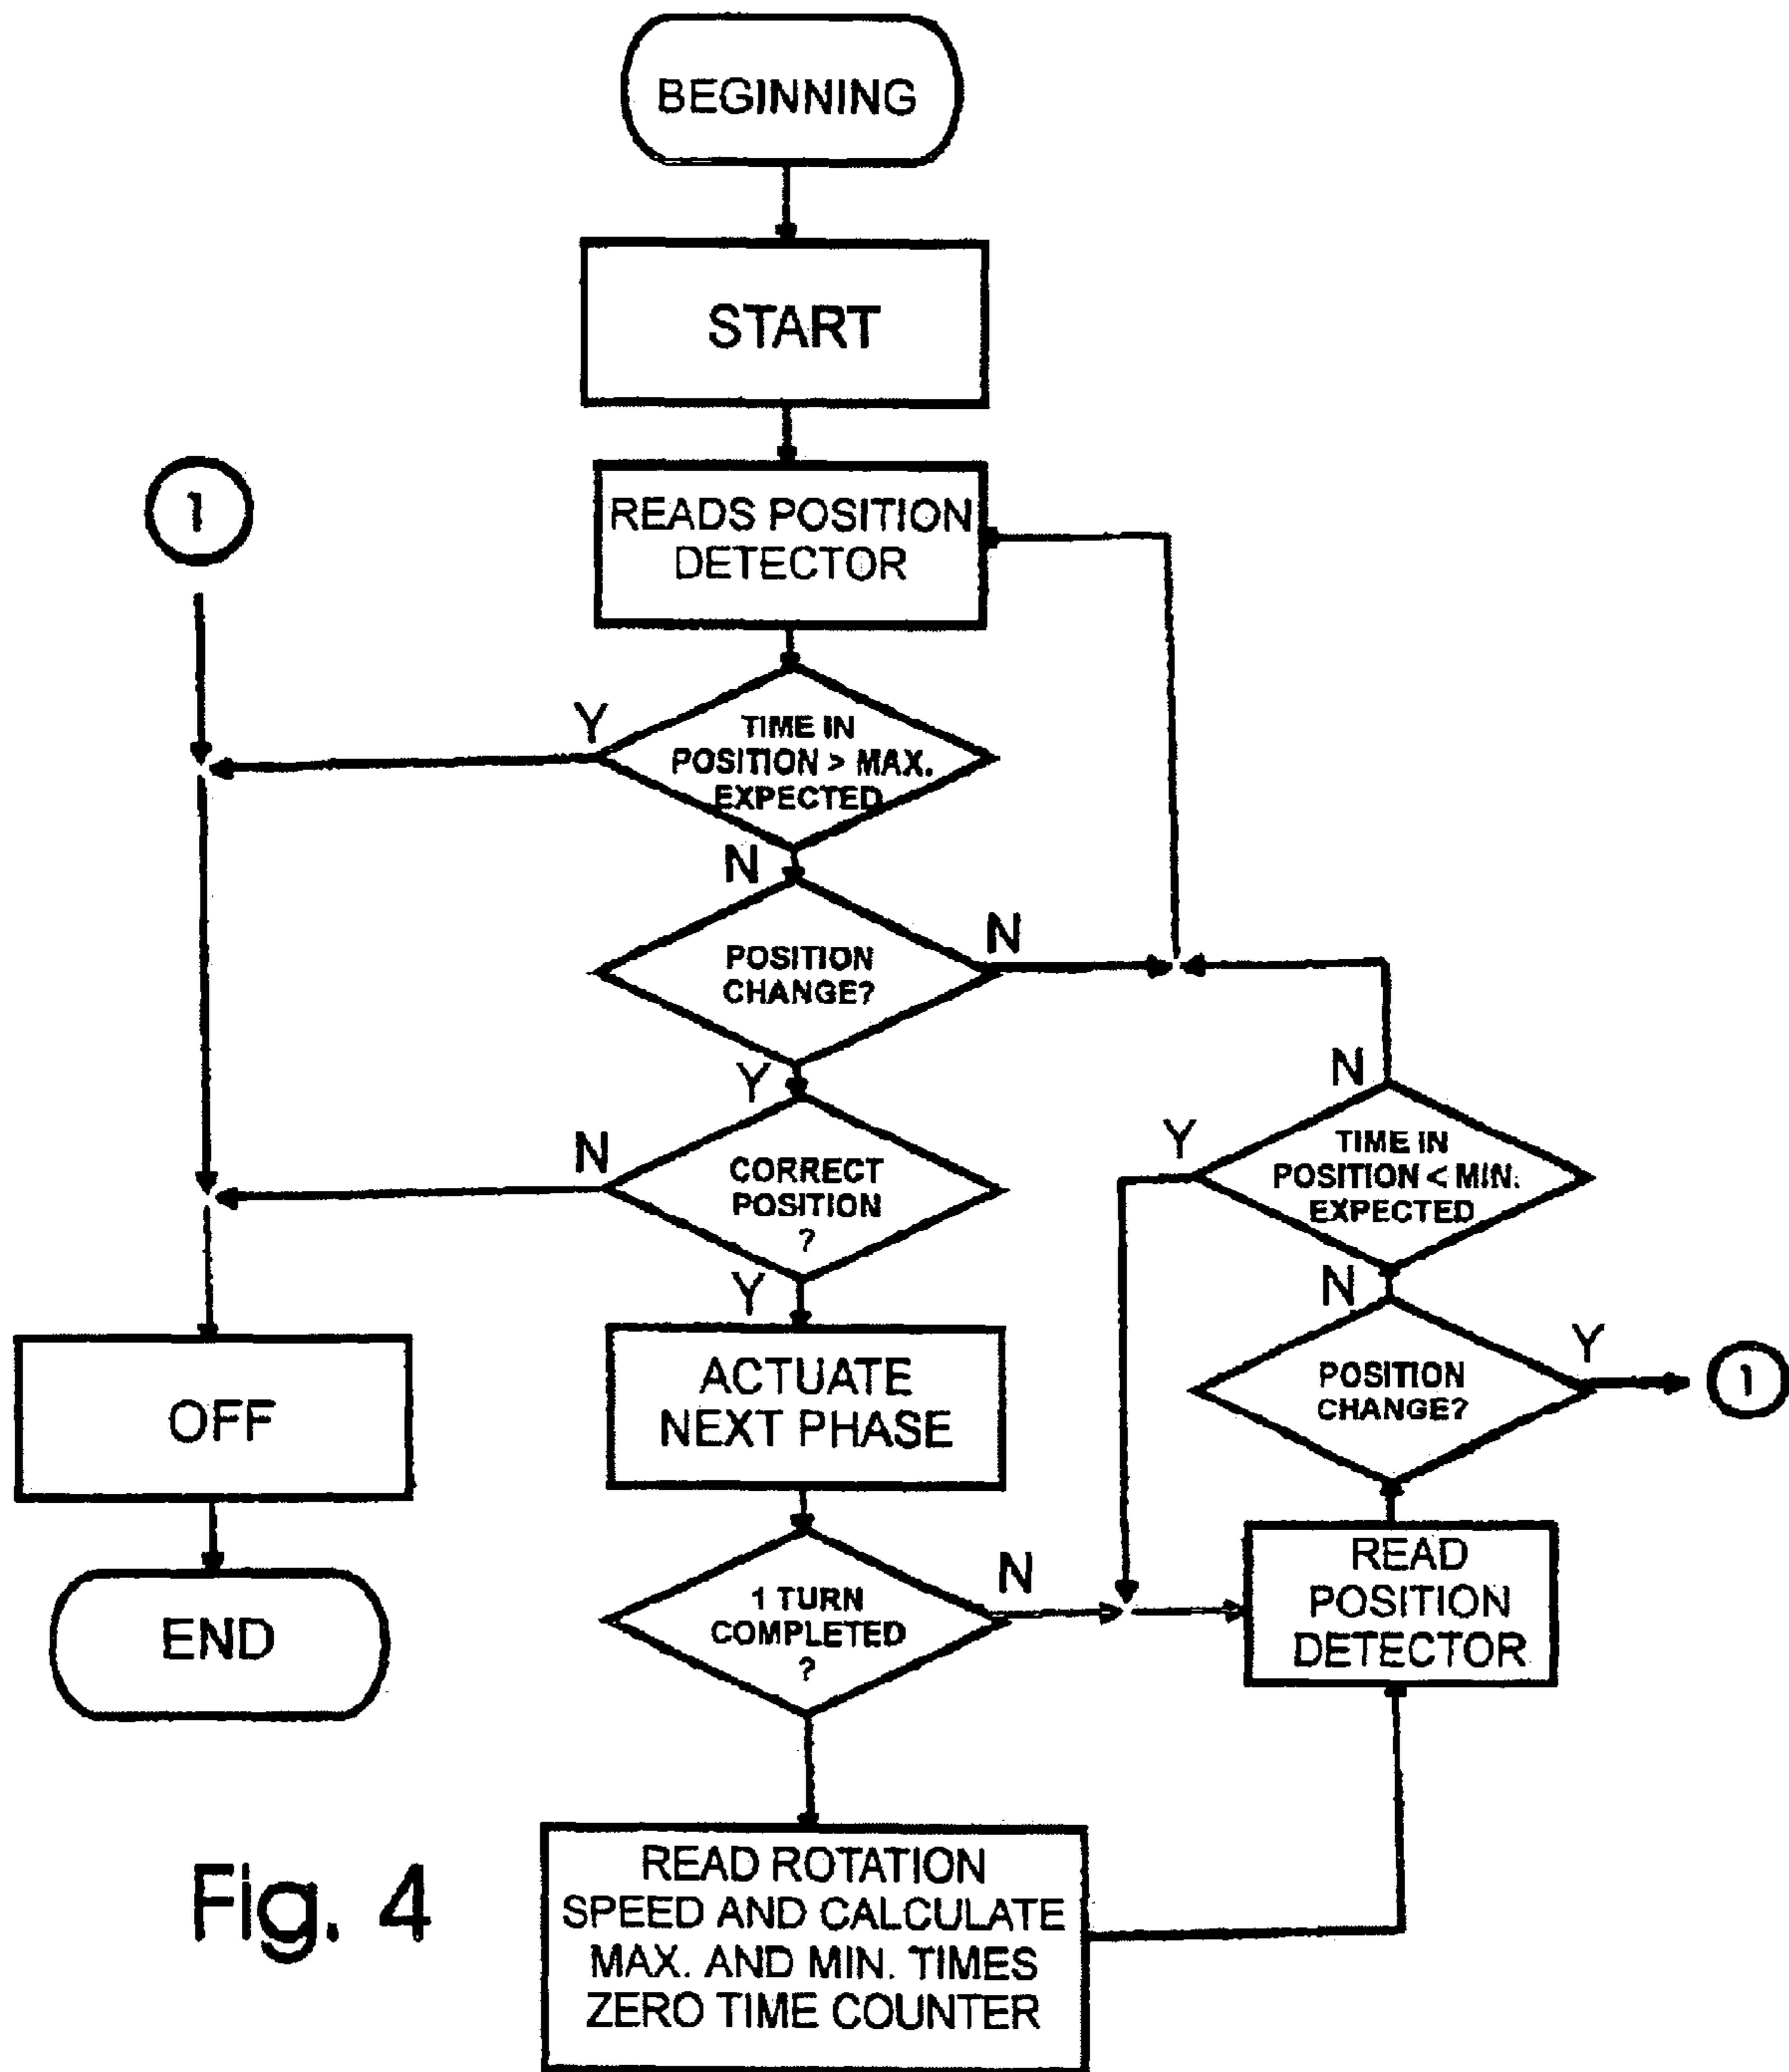 BEGINNING
START
1
READS POSITION
DETECTOR
Y
TIME IN
POSITION > MAX.
EXPECTED
N
POSITION
CHANGE?
N
Y
N
CORRECT
POSITION
?
Y
N
Y
TIME IN
POSITION < MIN.
EXPECTED
N
POSITION
CHANGE?
Y
1
OFF
ACTUATE
NEXT PHASE
END
1 TURN
COMPLETED
?
N
READ
POSITION
DETECTOR
READ ROTATION
SPEED AND CALCULATE
MAX. AND MIN. TIMES
ZERO TIME COUNTER
Fig. 4